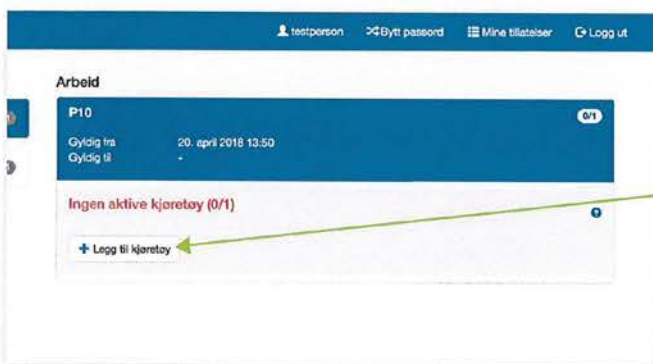 testperson Bytt passord Mine tillatelser Logg ut
Arbeid
P10 0/1
Gyldig fra 20. april 2018 13:50
Gyldig til -
Ingen aktive kjøretøy (0/1)
+ Legg til kjøretøy